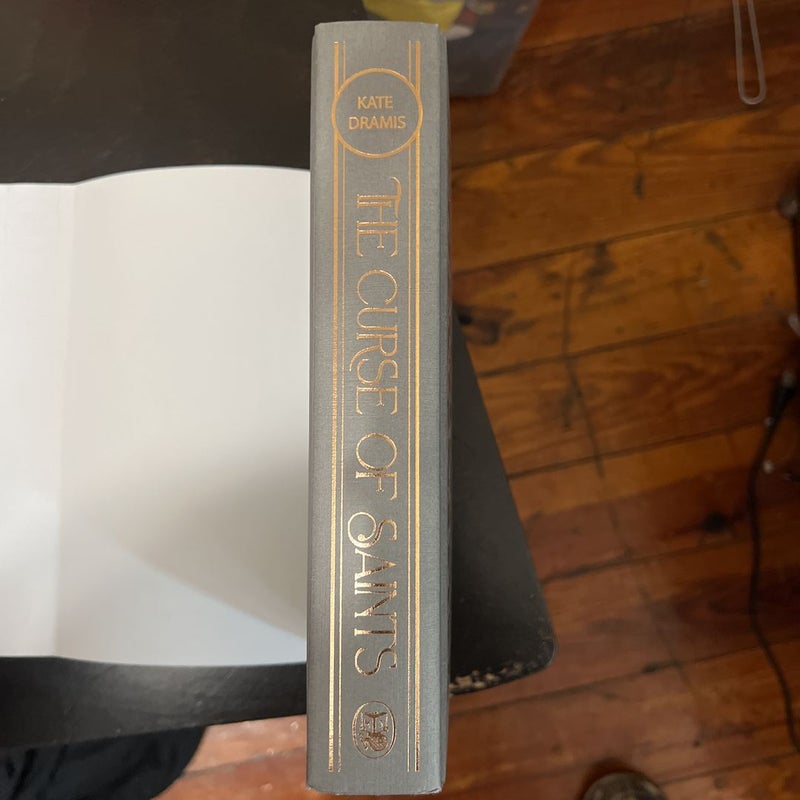 KATE
DRAMIS
THE CURSE OF SAINTS